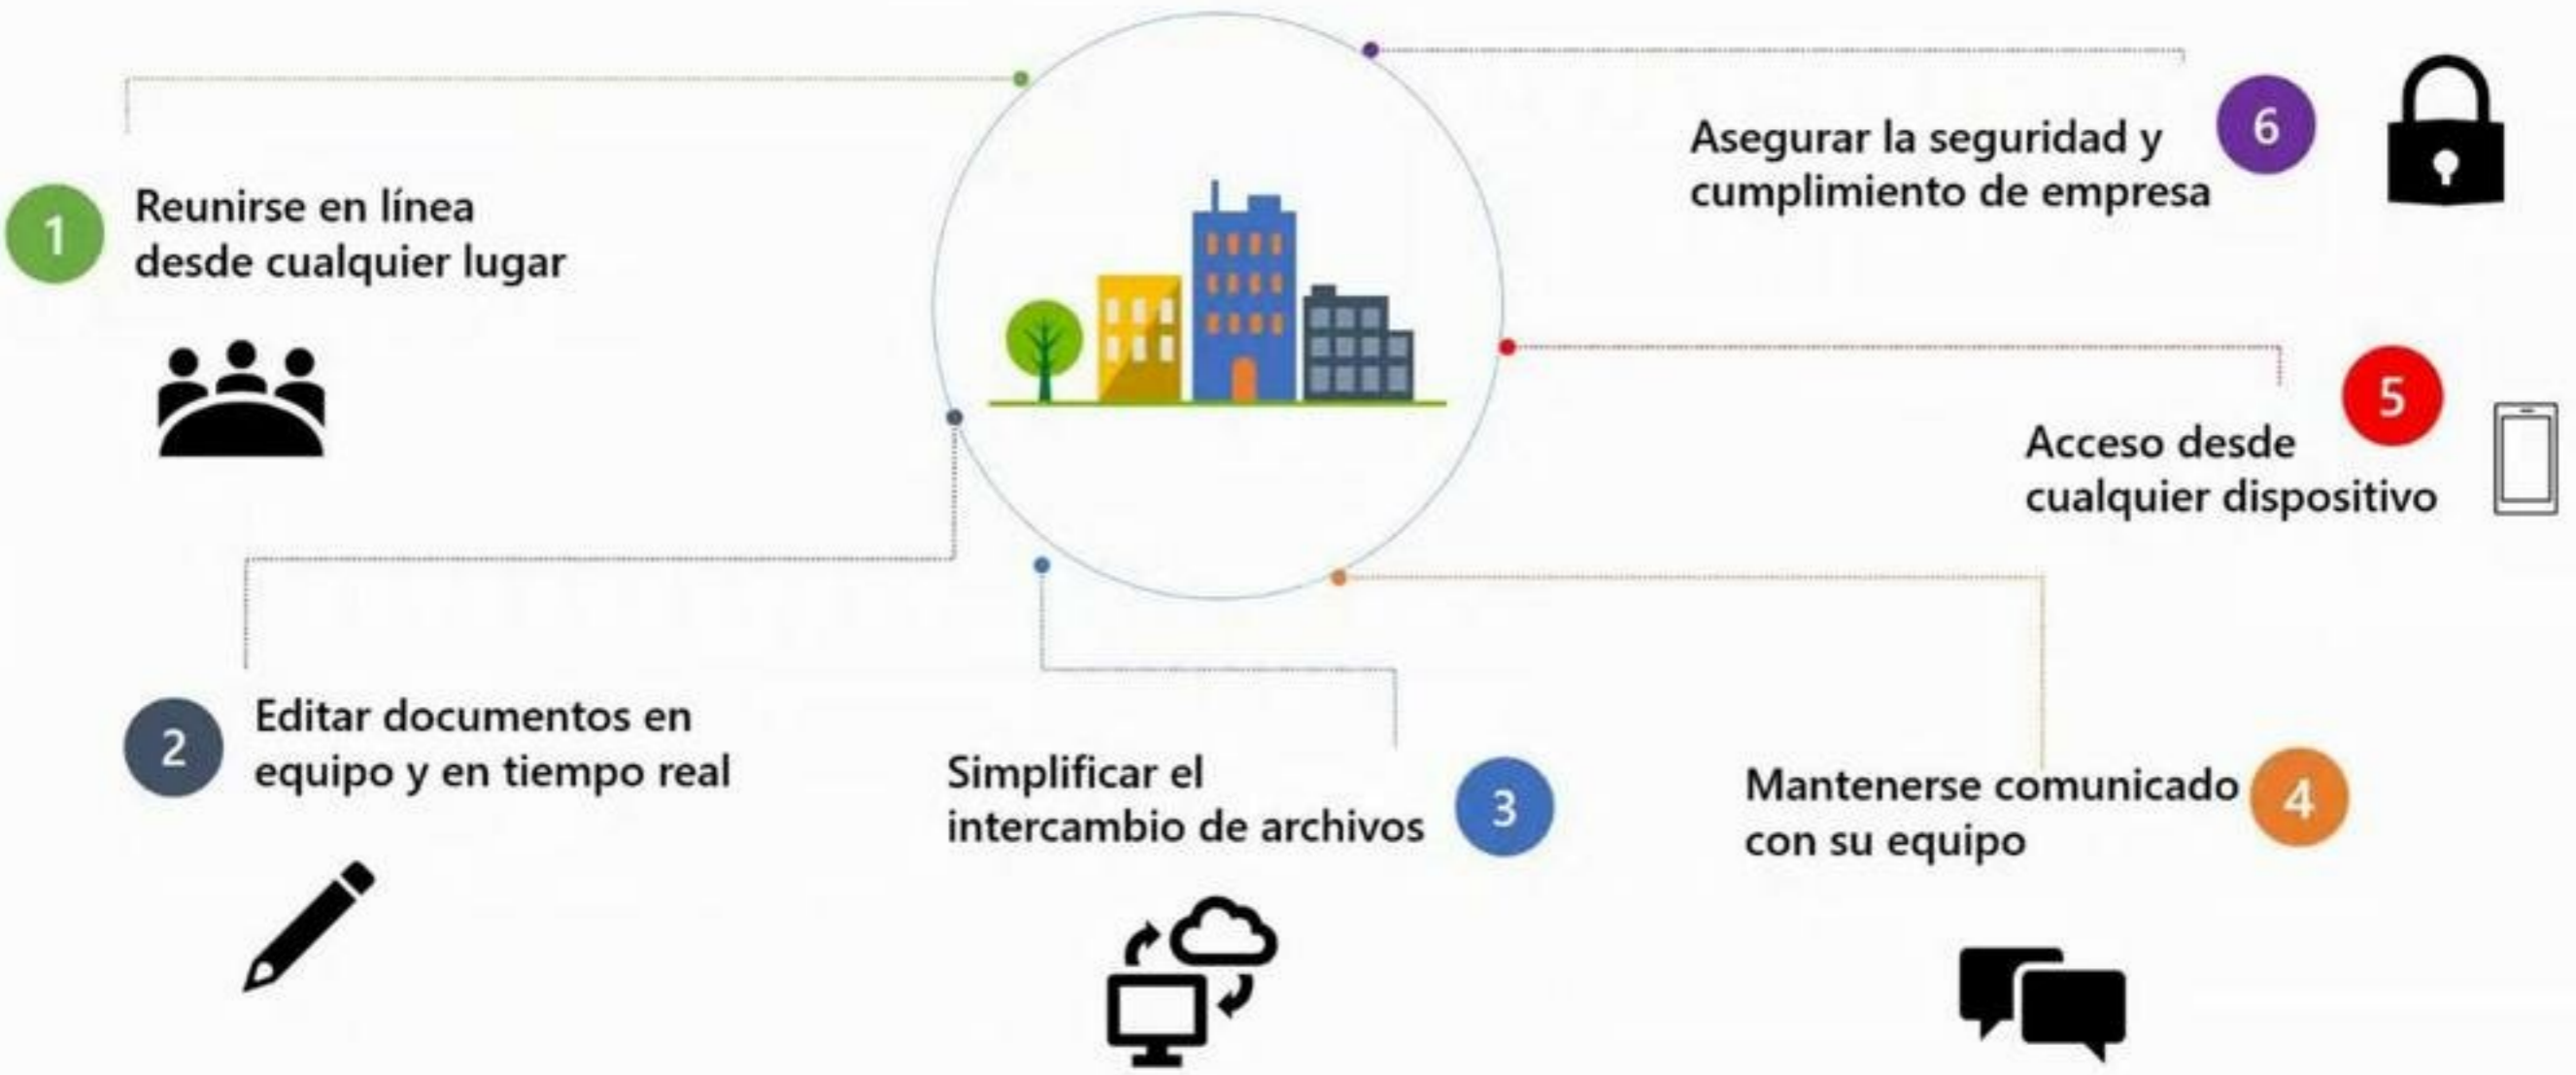 1
Reunirse en línea
desde cualquier lugar
2
Editar documentos en
equipo y en tiempo real
3
Simplificar el
intercambio de archivos
4
Mantenerse comunicado
con su equipo
5
Acceso desde
cualquier dispositivo
6
Asegurar la seguridad y
cumplimiento de empresa